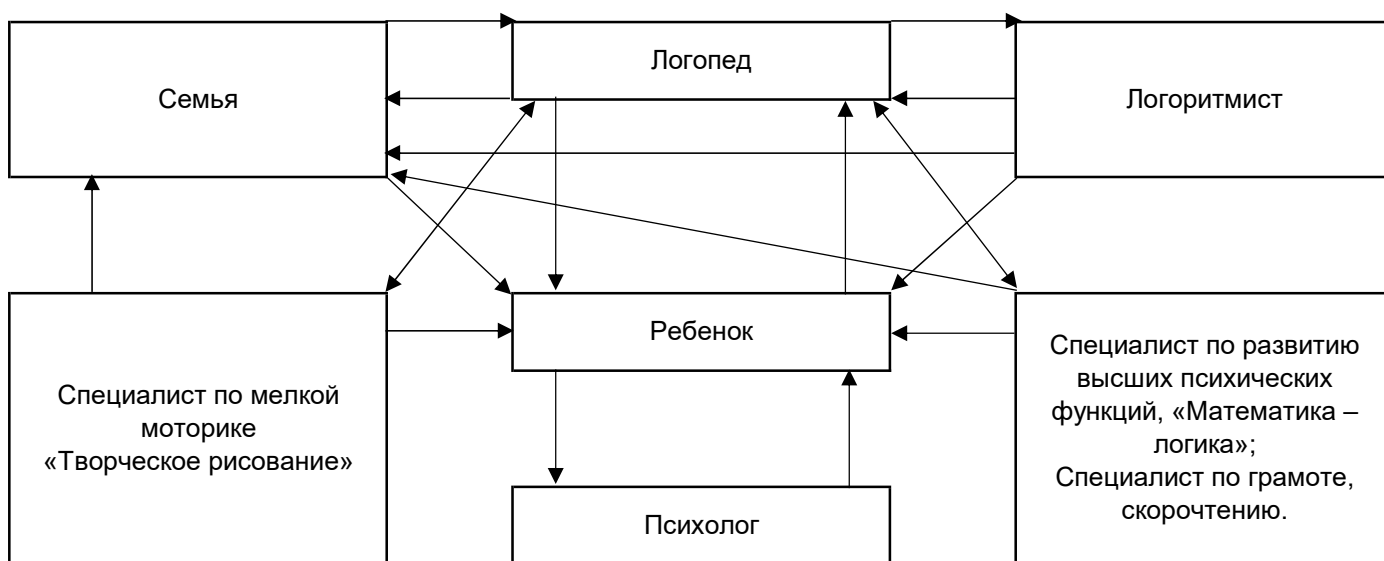 Семья
Логопед
Логоритмист
Специалист по мелкой
моторике
«Творческое рисование»
Ребенок
Психолог
Специалист по развитию
высших психических
функций, «Математика –
логика»;
Специалист по грамоте,
скорочтению.